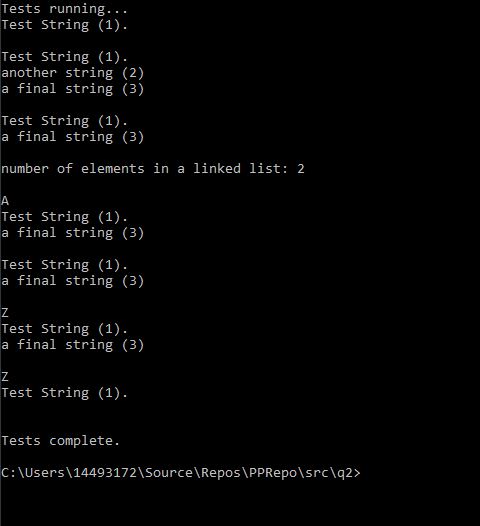 Tests running...
Test String (1).
Test String (1).
another string (2)
a final string (3)
Test String (1).
a final string (3)
number of elements in a linked list: 2
A
Test String (1).
a final string (3)
Test String (1).
a final string (3)
Z
Test String (1).
a final string (3)
Z
Test String (1).
Tests complete.
C:\Users\14493172\Source\Repos\PPRepo\src\q2>